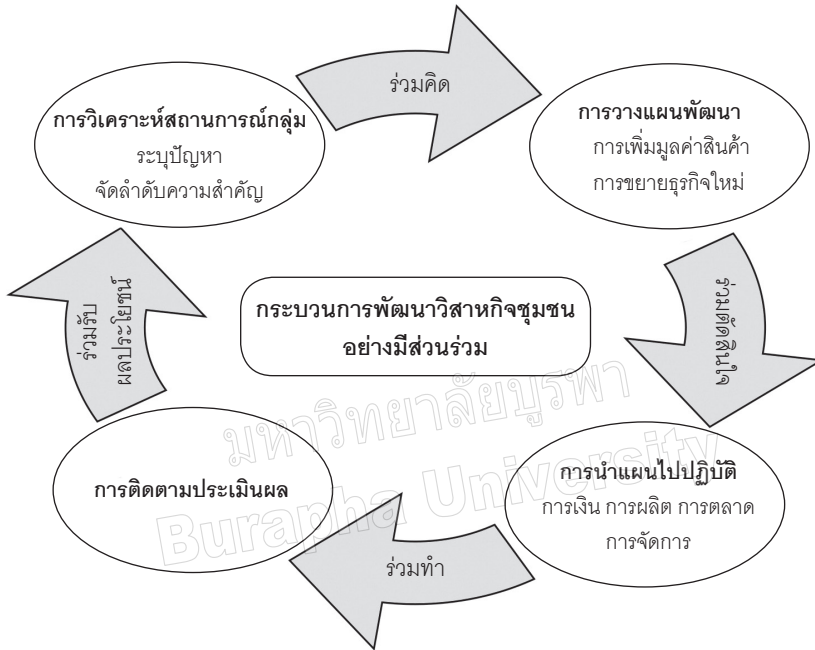 การวิเคราะห์สถานการณ์กลุ่ม
ระบุปัญหา
จัดลำดับความสำคัญ
ร่วมคิด
การวางแผนพัฒนา
การเพิ่มมูลค่าสินค้า
การขยายธุรกิจใหม่
ร่วมตัดสินใจ
กระบวนการพัฒนาวิสาหกิจชุมชน
อย่างมีส่วนร่วม
การนำแผนไปปฏิบัติ
การเงิน การผลิต การตลาด
การจัดการ
ร่วมทำ
การติดตามประเมินผล
ร่วมรับ
ผลประโยชน์
มหาวิทยาลัยบูรพา
Burapha University